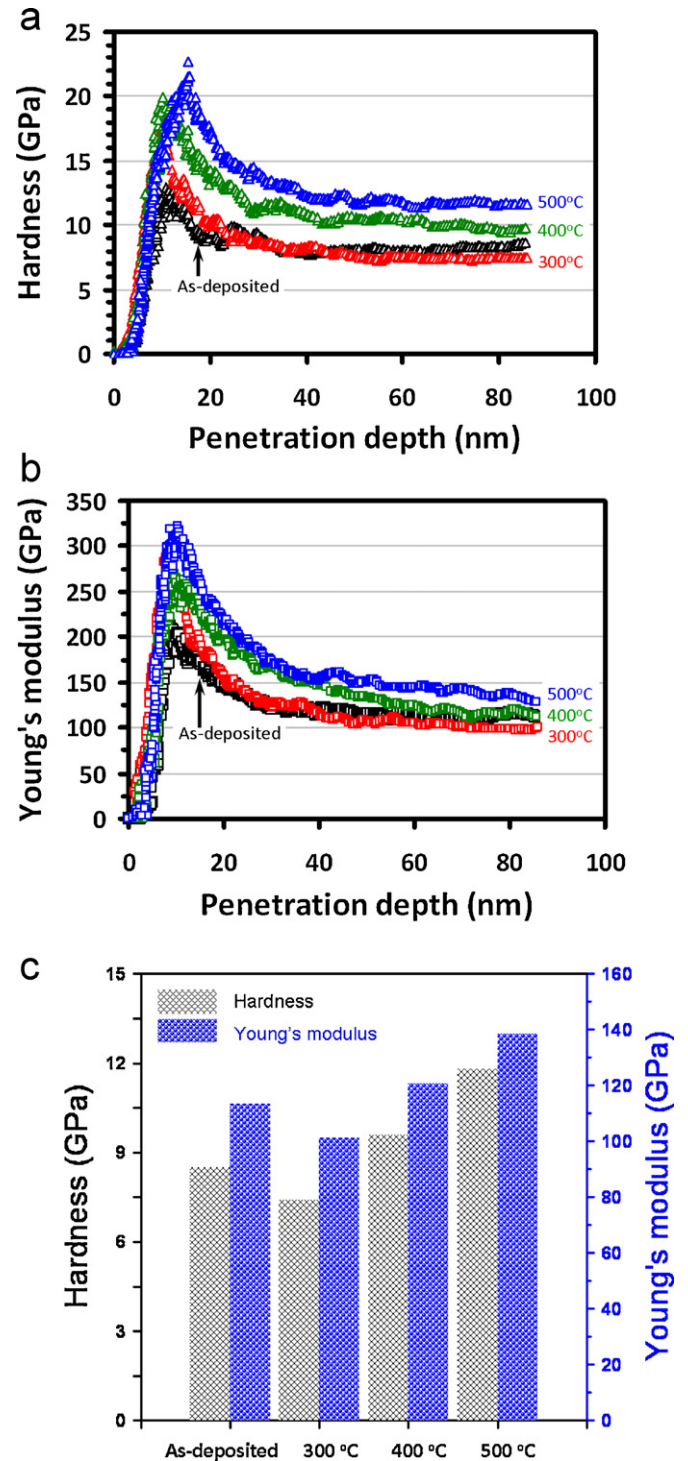 a
25
20
15
10
5
0
Hardness (GPa)
500°C
400°C
300°C
As-deposited
0 20 40 60 80 100
Penetration depth (nm)
b
350
300
250
200
150
100
50
0
Young's modulus (GPa)
500°C
400°C
300°C
As-deposited
0 20 40 60 80 100
Penetration depth (nm)
c
15
12
9
6
3
0
Hardness (GPa)
Hardness
Young's modulus
160
140
120
100
80
60
40
20
0
Young's modulus (GPa)
As-deposited 300 °C 400 °C 500 °C